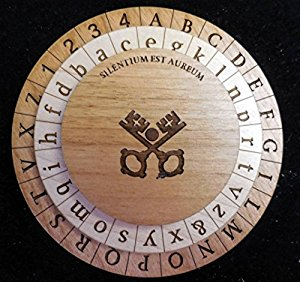 A B C D E F G I L M N O P Q R S T V X Z 1 2 3 4
a c e g k l n p r t v z & x y s o m q i h f d b
SILENTIUM EST AUREUM